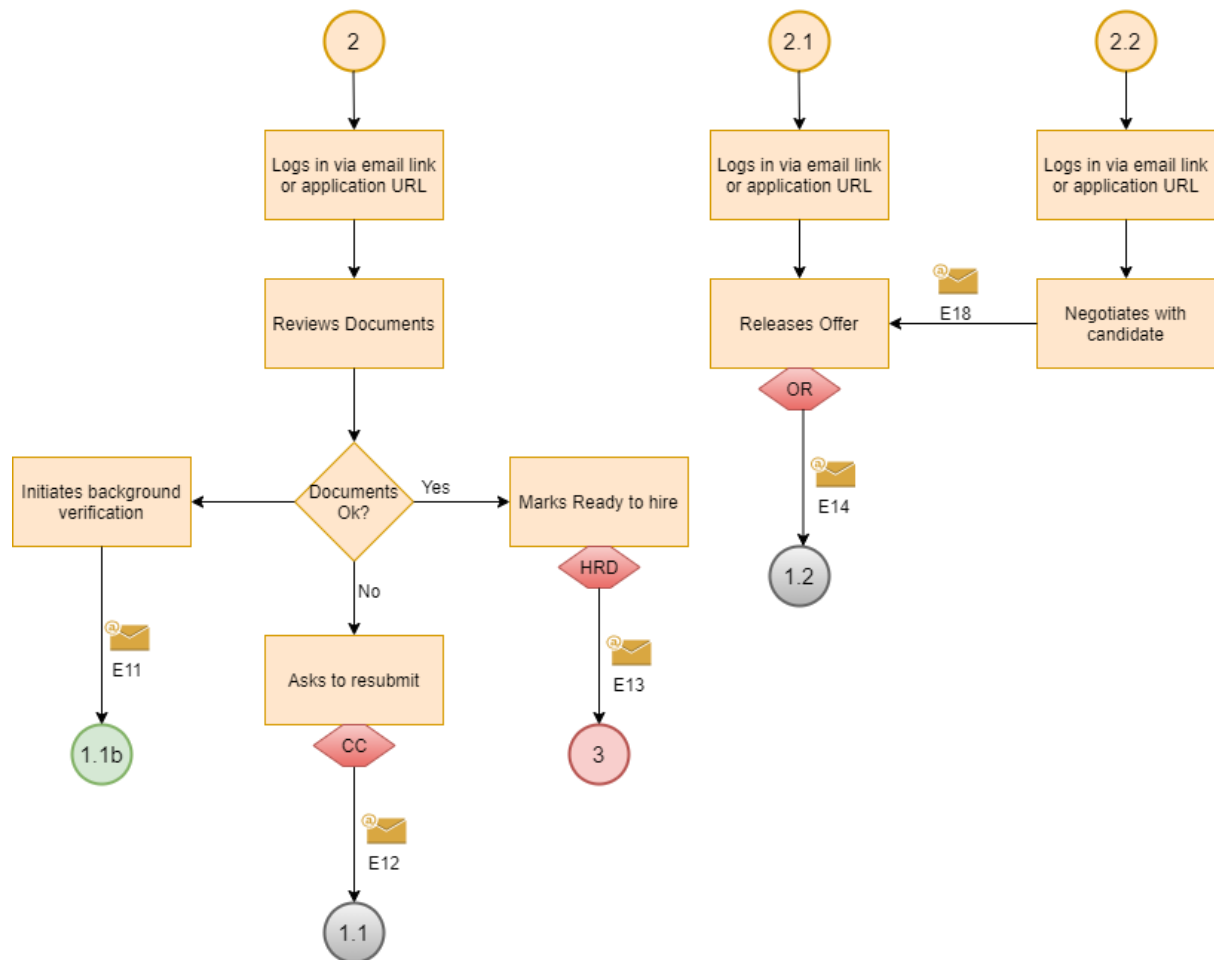 2
2.1
2.2
Logs in via email link
or application URL
Logs in via email link
or application URL
Logs in via email link
or application URL
Reviews Documents
Releases Offer
@
E18
Negotiates with
candidate
OR
Initiates background
verification
Documents
Ok?
Yes
Marks Ready to hire
@
E14
HRD
1.2
No
@
E11
Asks to resubmit
@
E13
CC
1.1b
3
@
E12
1.1